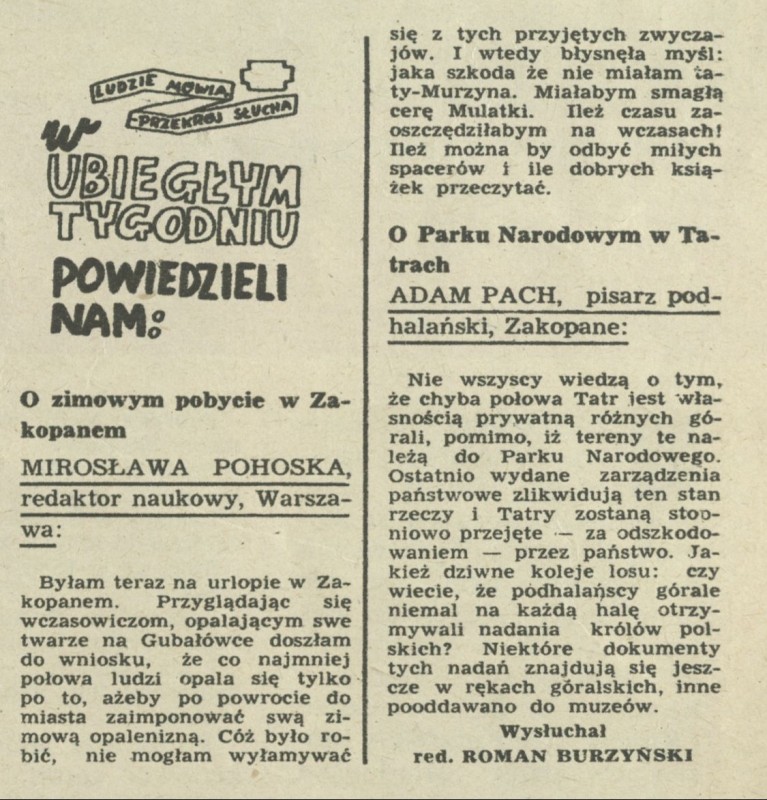 LUDZIE MÓWIĄ
PRZEKRÓJ SŁUCHA
W
UBIEGŁYM
TYGODNIU
POWIEDZIELI
NAM:
O zimowym pobycie w Za-
kopanem
MIROSŁAWA POHOSKA,
redaktor naukowy, Warsza-
wa:
Byłam teraz na urlopie w Za-
kopanem. Przyglądając się
wczasowiczom, opalającym swe
twarze na Gubałówce doszłam
do wniosku, że co najmniej
połowa ludzi opala się tylko
po to, ażeby po powrocie do
miasta zaimponować swą zi-
mową opalenizną. Cóż było ro-
bić, nie mogłam wyłamywać
się z tych przyjętych zwycza-
jów. I wtedy błysnęła myśl:
jaka szkoda że nie miałam ta-
ty-Murzyna. Miałabym smagłą
cerę Mulatki. Ileż czasu za-
oszczędziłabym na wczasach!
Ileż można by odbyć miłych
spacerów i ile dobrych ksią-
żek przeczytać.
O Parku Narodowym w Ta-
trach
ADAM PACH, pisarz pod-
halański, Zakopane:
Nie wszyscy wiedzą o tym,
że chyba połowa Tatr jest wła-
snością prywatną różnych gó-
rali, pomimo, iż tereny te na-
leżą do Parku Narodowego.
Ostatnio wydane zarządzenia
państwowe zlikwidują ten stan
rzeczy i Tatry zostaną stop-
niowo przejęte — za odszkodo-
waniem — przez państwo. Ja-
kież dziwne koleje losu: czy
wiecie, że podhalańscy górale
niemal na każdą halę otrzy-
mywali nadania królów pol-
skich? Niektóre dokumenty
tych nadań znajdują się jesz-
cze w rękach góralskich, inne
pooddawano do muzeów.
Wysłuchał
red. ROMAN BURZYŃSKI